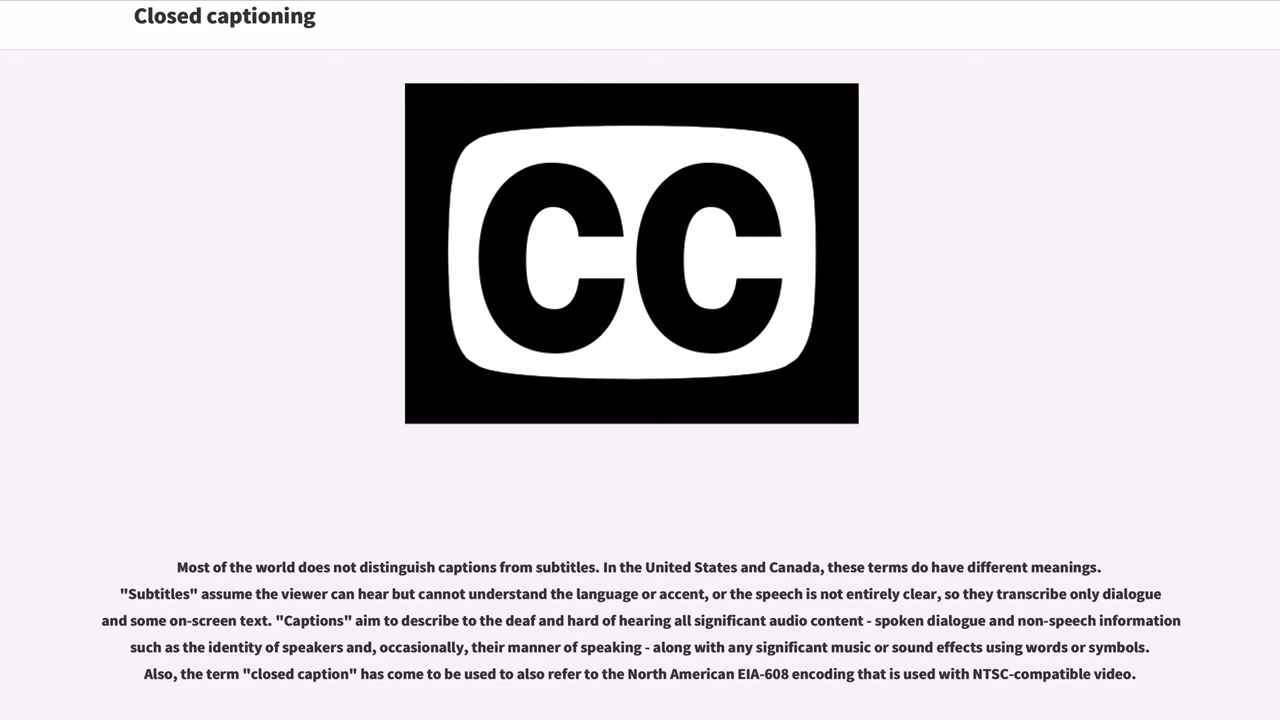 Closed captioning
CC
Most of the world does not distinguish captions from subtitles. In the United States and Canada, these terms do have different meanings.
"Subtitles" assume the viewer can hear but cannot understand the language or accent, or the speech is not entirely clear, so they transcribe only dialogue
and some on-screen text. "Captions" aim to describe to the deaf and hard of hearing all significant audio content - spoken dialogue and non-speech information
such as the identity of speakers and, occasionally, their manner of speaking - along with any significant music or sound effects using words or symbols.
Also, the term "closed caption" has come to be used to also refer to the North American EIA-608 encoding that is used with NTSC-compatible video.